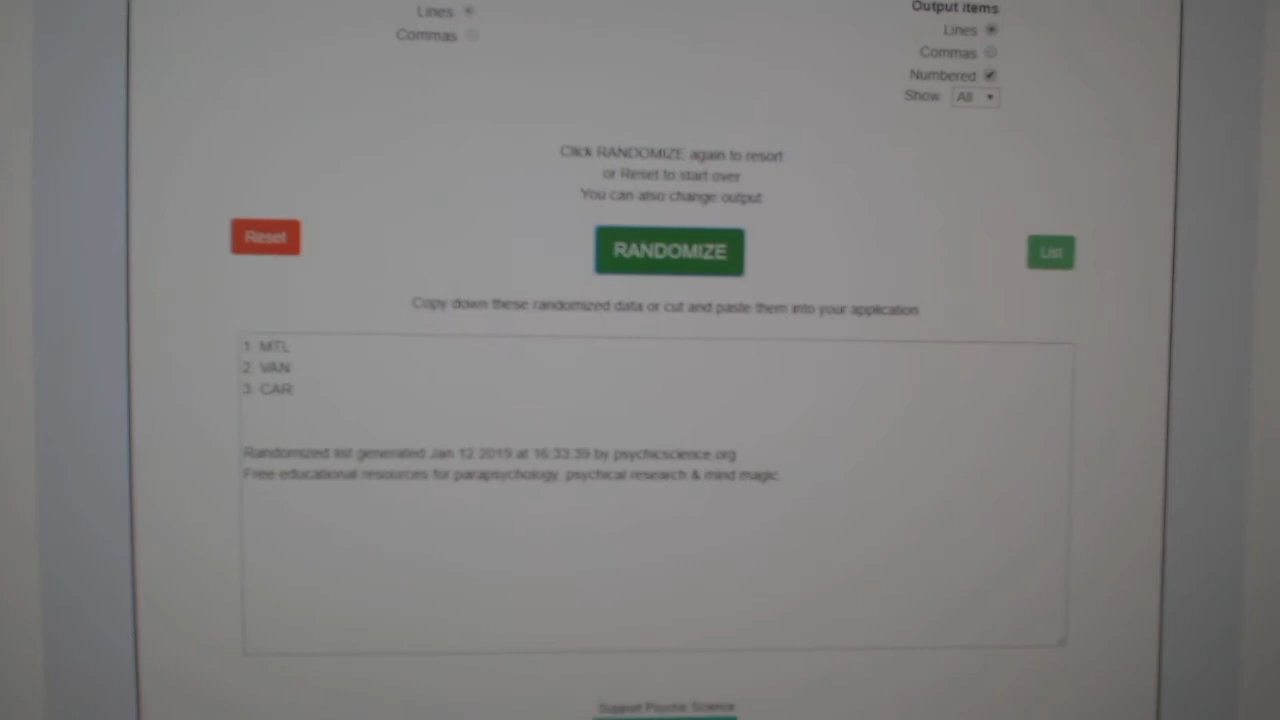 Output items
Lines
Lines
Commas
Commas
Numbered
Show All
Click RANDOMIZE again to resort
or Reset to start over
You can also change output
Reset
RANDOMIZE
List
Copy down these randomized data or cut and paste them into your application
1. MTL
2. VAN
3. CAR
Randomized list generated Jan 12 2019 at 16:33:39 by psychicscience.org
Free educational resources for parapsychology, psychical research & mind magic.
Support Psychic Science